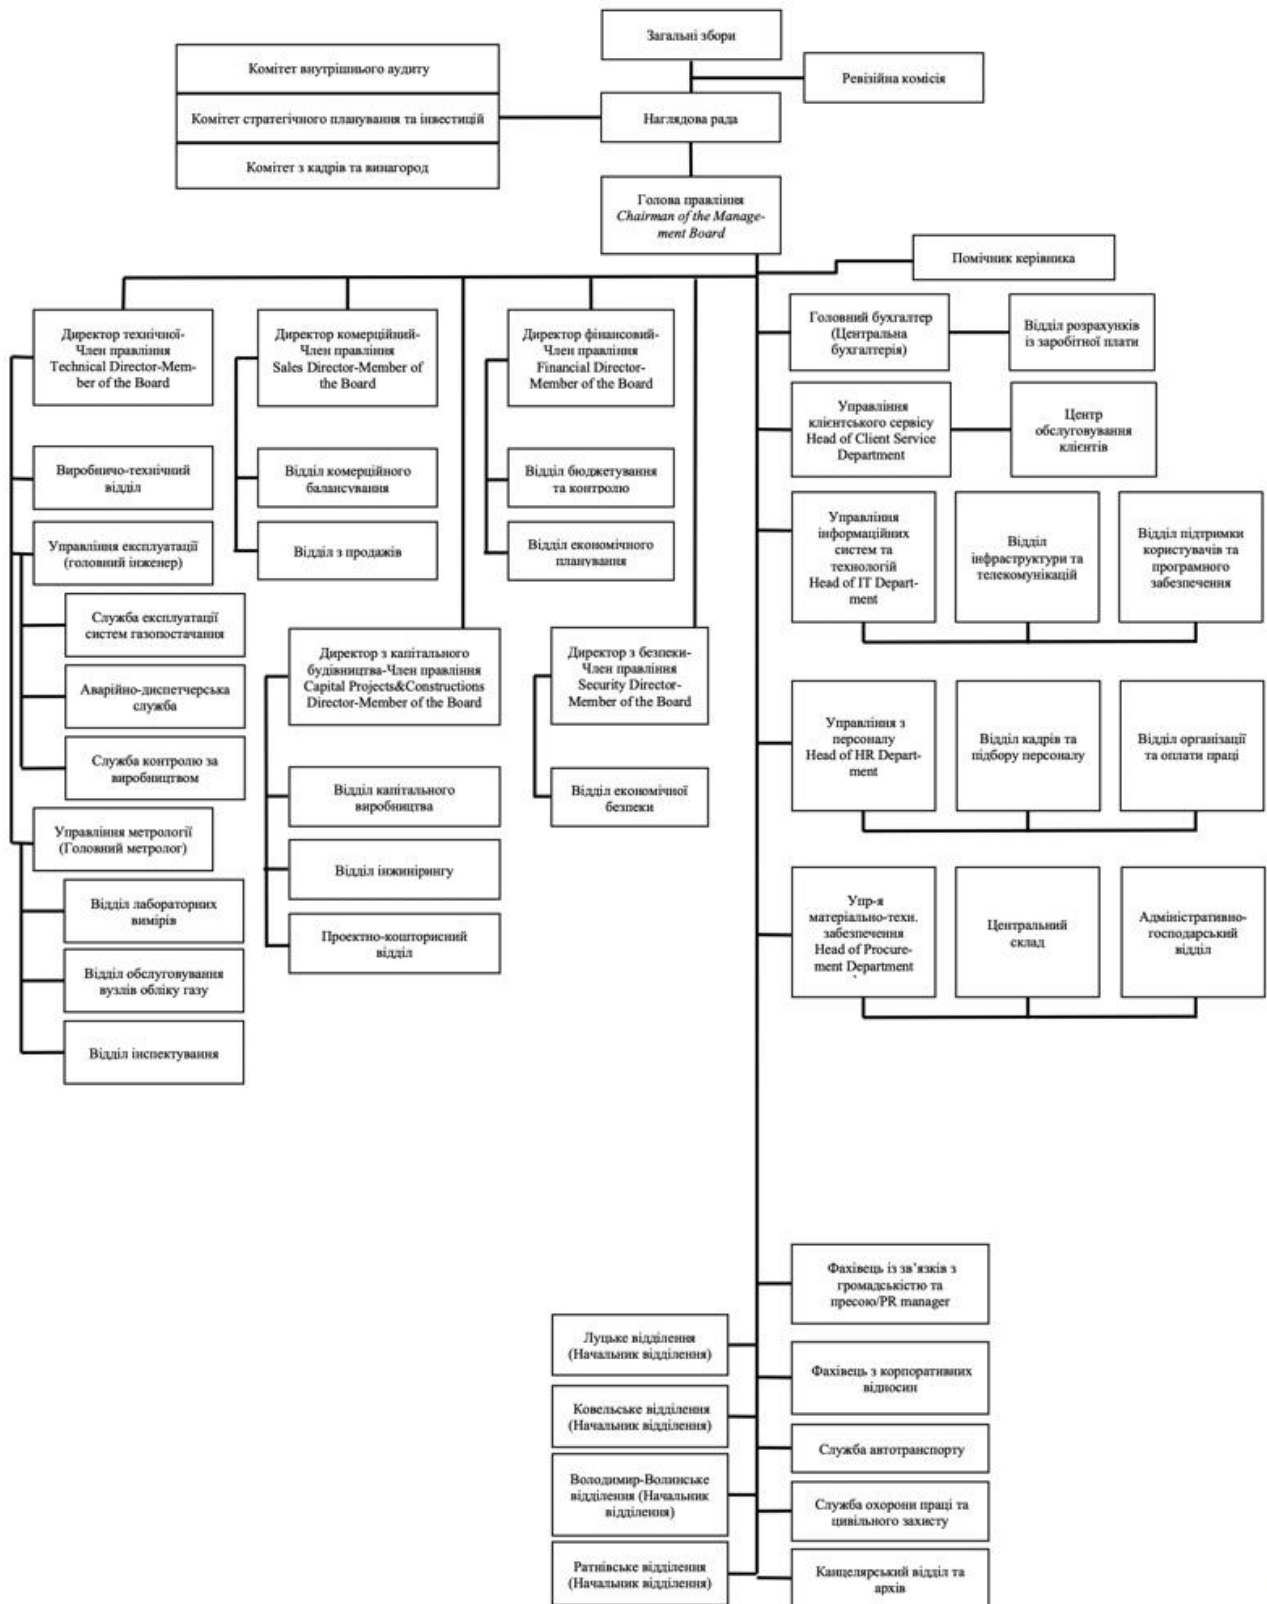 Загальні збори
Комітет внутрішнього аудиту
Ревізійна комісія
Комітет стратегічного планування та інвестицій
Наглядова рада
Комітет з кадрів та винагород
Голова правління
Chairman of the Manage-
ment Board
Помічник керівника
Директор технічної-
Член правління
Technical Director-Mem-
ber of the Board
Директор комерційний-
Член правління
Sales Director-Member of
the Board
Директор фінансовий-
Член правління
Financial Director-
Member of the Board
Головний бухгалтер
(Центральна
бухгалтерія)
Відділ розрахунків
із заробітної плати
Управління
клієнтського сервісу
Head of Client Service
Department
Центр
обслуговування
клієнтів
Виробничо-технічний
відділ
Відділ комерційного
балансування
Відділ бюджетування
та контролю
Управління експлуатації
(головний інженер)
Відділ з продажів
Відділ економічного
планування
Управління
інформаційних
систем та
технологій
Head of IT Depart-
ment
Відділ
інфраструктури та
телекомунікацій
Відділ підтримки
користувачів та
програмного
забезпечення
Служба експлуатації
систем газопостачання
Аварійно-диспетчерська
служба
Служба контролю за
виробництвом
Директор з капітального
будівництва-Член правління
Capital Projects&Constructions
Director-Member of the Board
Директор з безпеки-
Член правління
Security Director-
Member of the Board
Управління з
персоналу
Head of HR Depart-
ment
Відділ кадрів та
підбору персоналу
Відділ організації
та оплати праці
Відділ капітального
виробництва
Відділ економічної
безпеки
Управління метрології
(Головний метролог)
Відділ інжинірингу
Відділ лабораторних
вимірів
Проектно-кошторисний
відділ
Упр-я
матеріально-техн.
забезпечення
Head of Procure-
ment Department
Центральний
склад
Адміністративно-
господарський
відділ
Відділ обслуговування
вузлів обліку газу
Відділ інспектування
Фахівець із зв’язків з
громадськістю та
пресою/PR manager
Луцьке відділення
(Начальник відділення)
Фахівець з корпоративних
відносин
Ковельське відділення
(Начальник відділення)
Служба автотранспорту
Володимир-Волинське
відділення (Начальник
відділення)
Служба охорони праці та
цивільного захисту
Ратнівське відділення
(Начальник відділення)
Канцелярський відділ та
архів